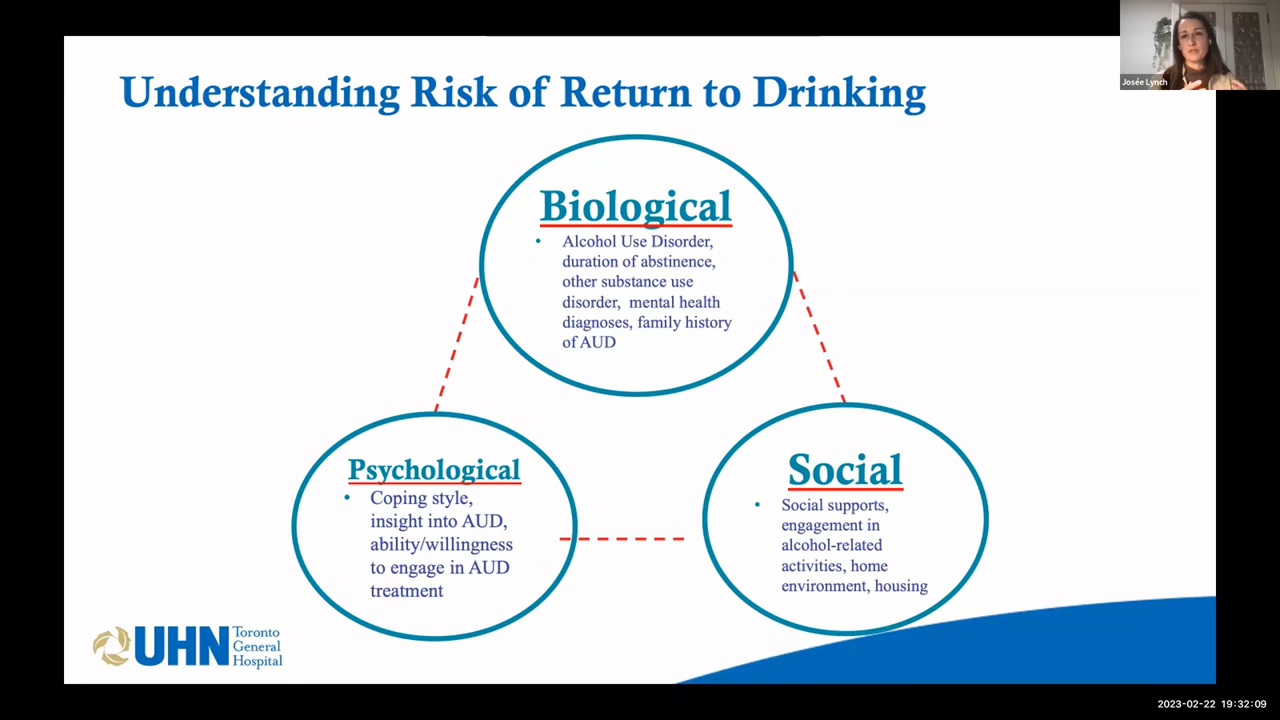 Josée Lynch
Understanding Risk of Return to Drinking
Biological
• Alcohol Use Disorder,
duration of abstinence,
other substance use
disorder, mental health
diagnoses, family history
of AUD
Psychological
• Coping style,
insight into AUD,
ability/willingness
to engage in AUD
treatment
Social
• Social supports,
engagement in
alcohol-related
activities, home
environment, housing
UHN
Toronto
General
Hospital
2023-02-22 19:32:09